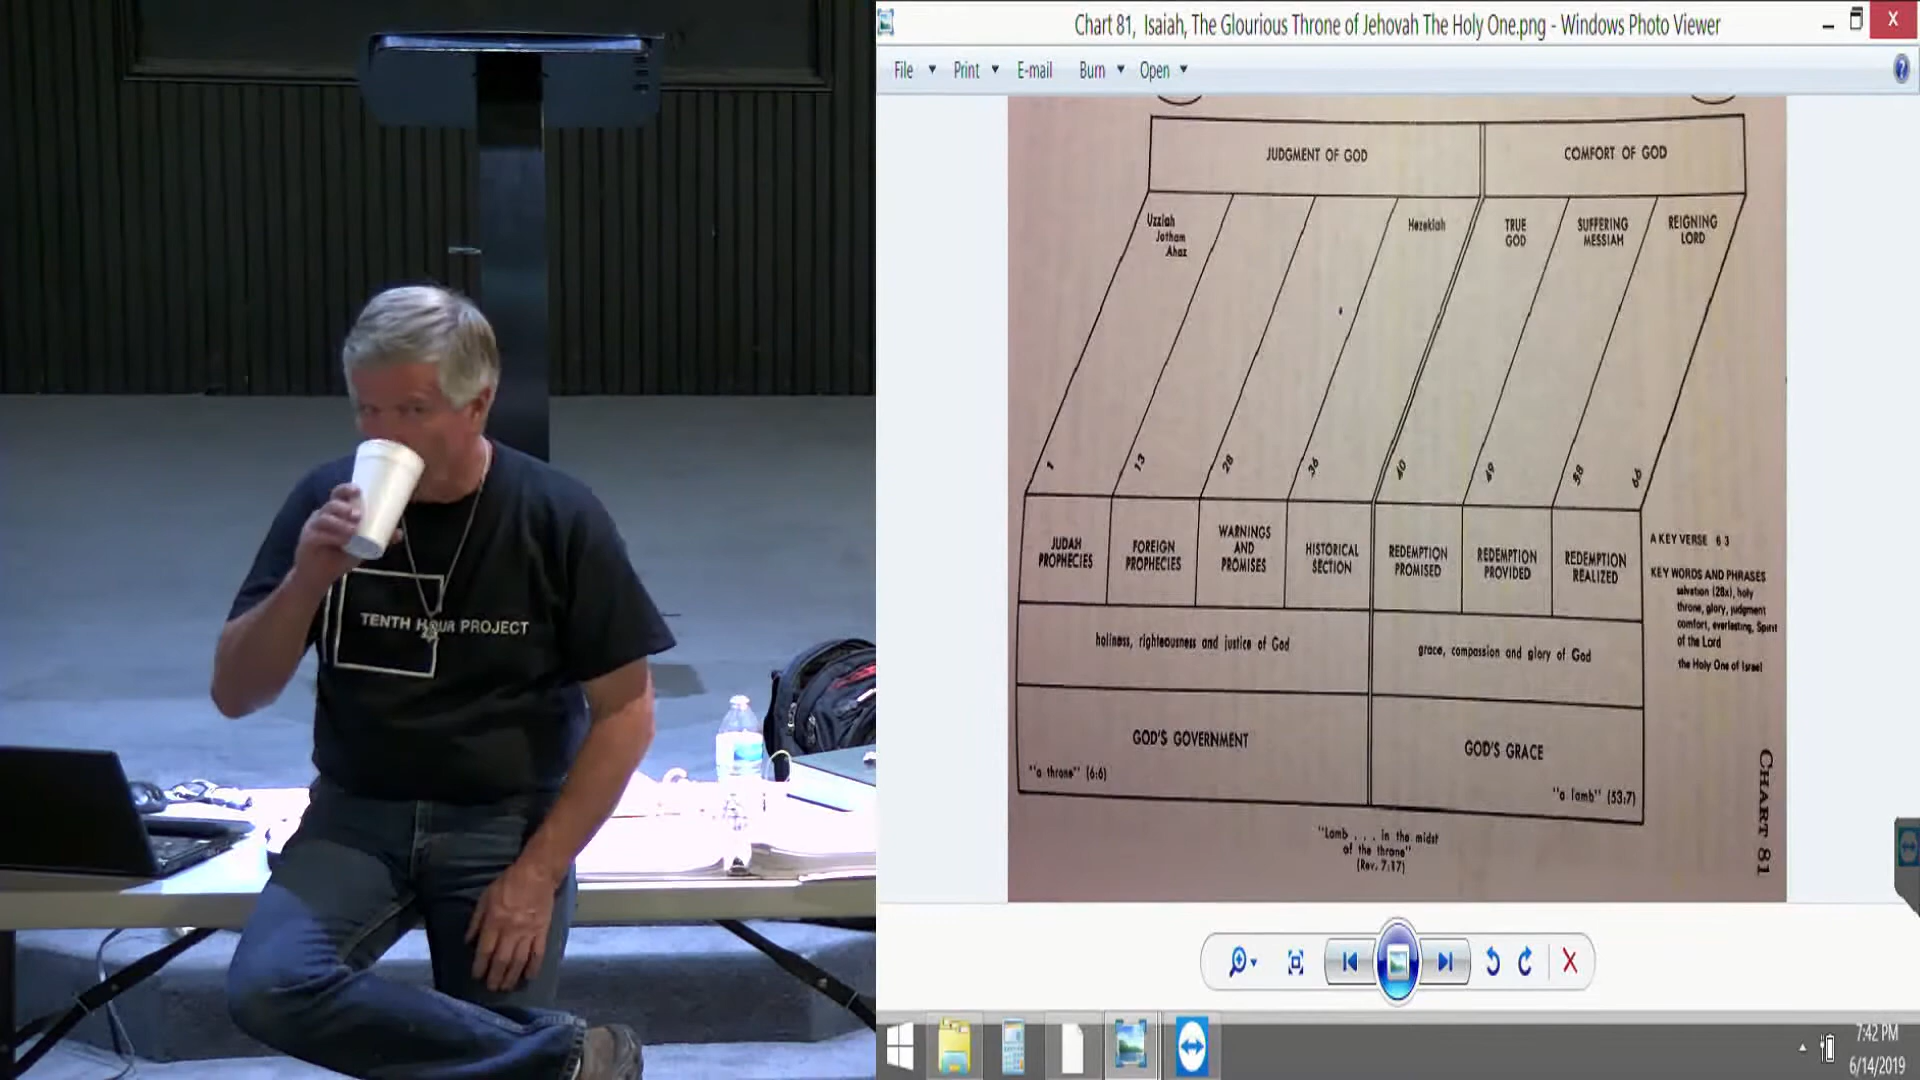 TENTH HOUR PROJECT
Chart 81, Isaiah, The Glourious Throne of Jehovah The Holy One.png - Windows Photo Viewer
File
Print
E-mail
Burn
Open
JUDGMENT OF GOD
COMFORT OF GOD
Uzziah
Jotham
Ahaz
Hezekiah
TRUE
GOD
SUFFERING
MESSIAH
REIGNING
LORD
1
13
28
36
40
49
58
66
JUDAH
PROPHECIES
FOREIGN
PROPHECIES
WARNINGS
AND
PROMISES
HISTORICAL
SECTION
REDEMPTION
PROMISED
REDEMPTION
PROVIDED
REDEMPTION
REALIZED
A KEY VERSE 6 3
KEY WORDS AND PHRASES
salvation (28x), holy
throne, glory, judgment
comfort, everlasting, Spirit
of the Lord
the Holy One of Israel
holiness, righteousness and justice of God
grace, compassion and glory of God
GOD'S GOVERNMENT
GOD'S GRACE
"a throne" (6:6)
"a lamb" (53:7)
"Lamb . . . in the midst
of the throne"
(Rev. 7:17)
CHART 81
7:42 PM
6/14/2019